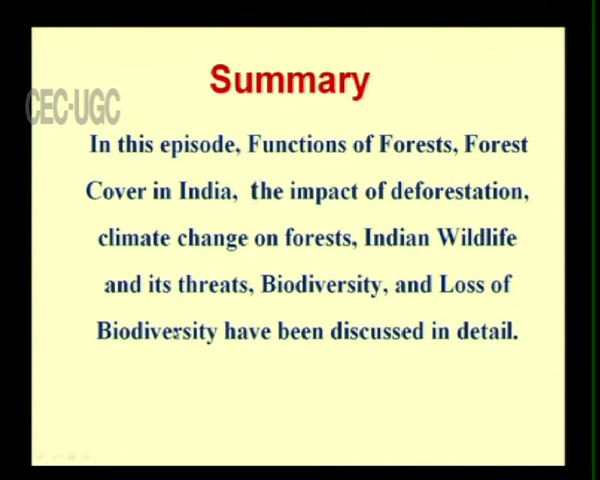 Summary
CEC-UGC
In this episode, Functions of Forests, Forest
Cover in India, the impact of deforestation,
climate change on forests, Indian Wildlife
and its threats, Biodiversity, and Loss of
Biodiversity have been discussed in detail.